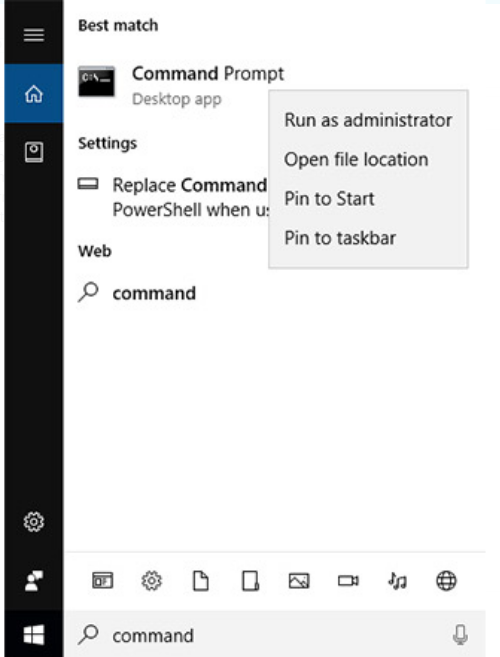 Best match
Command Prompt
Desktop app
Run as administrator
Settings
Open file location
Replace Command
Pin to Start
PowerShell when
Pin to taskbar
Web
command
command